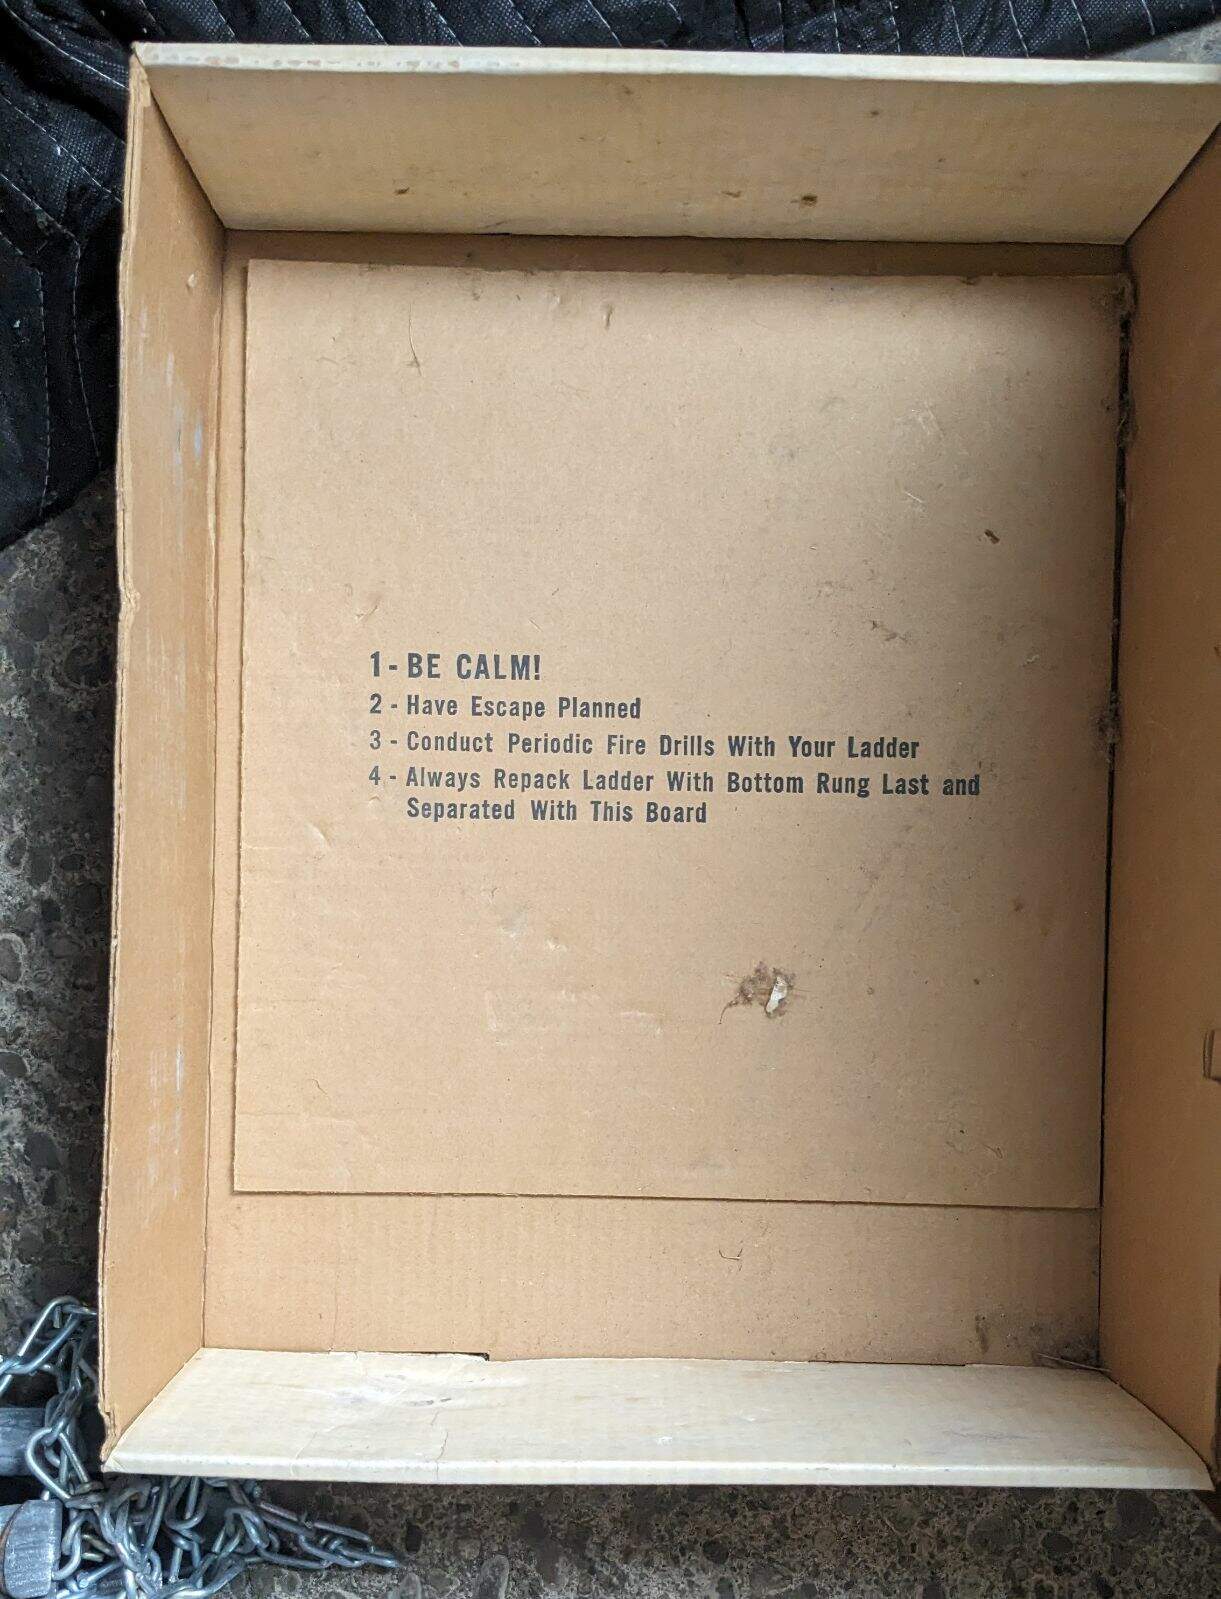 1 - BE CALM!
2 - Have Escape Planned
3 - Conduct Periodic Fire Drills With Your Ladder
4 - Always Repack Ladder With Bottom Rung Last and
Separated With This Board